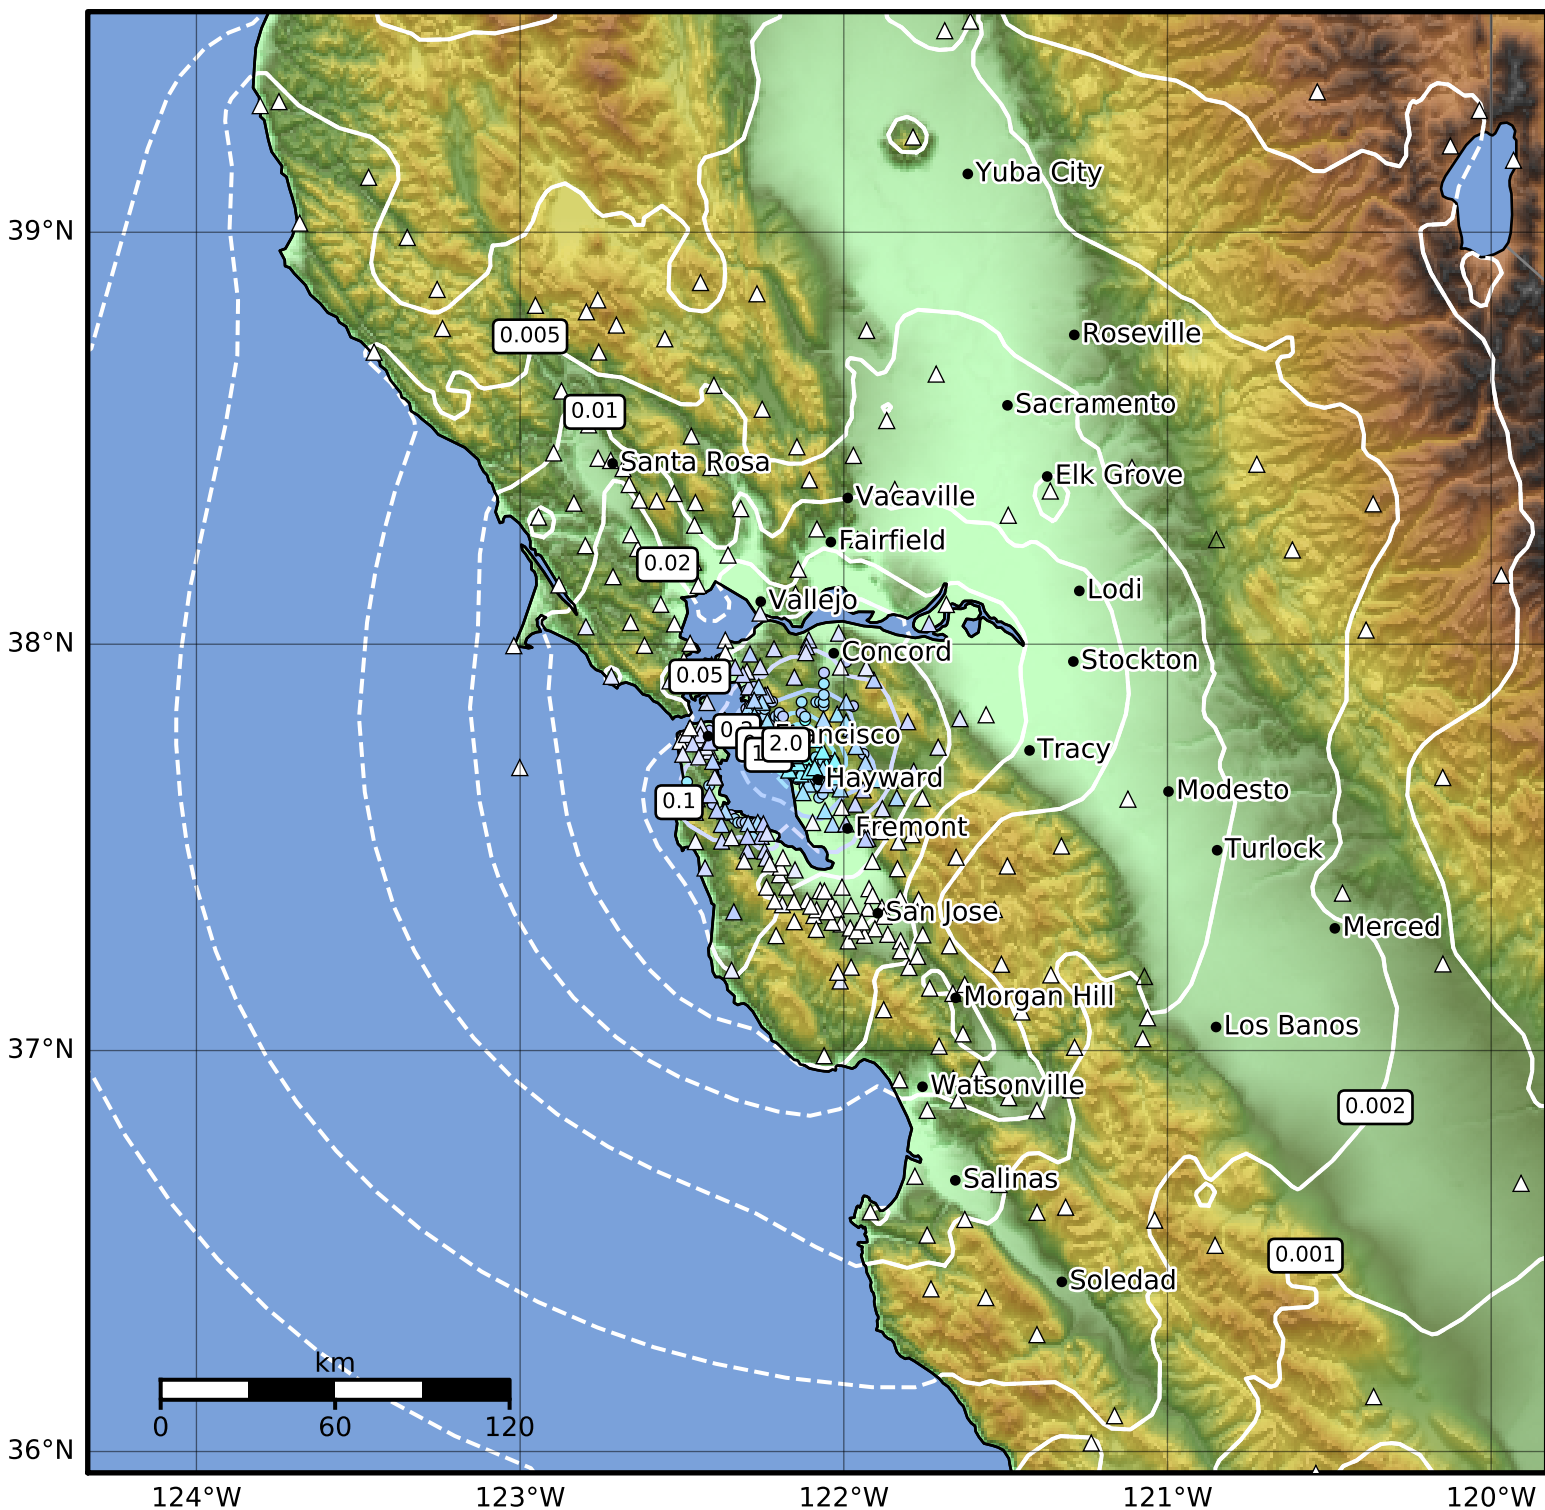 Yuba City
39°N
Roseville
0.005
Sacramento
0.01
Santa Rosa
Elk Grove
Vacaville
Fairfield
0.02
Lodi
Vallejo
38°N
Concord
Stockton
0.05
Francisco
2.0
Tracy
Hayward
Modesto
0.1
Fremont
Turlock
San Jose
Merced
Morgan Hill
Los Banos
37°N
Watsonville
0.002
Salinas
0.001
Soledad
km
0 60 120
36°N
124°W 123°W 122°W 121°W 120°W